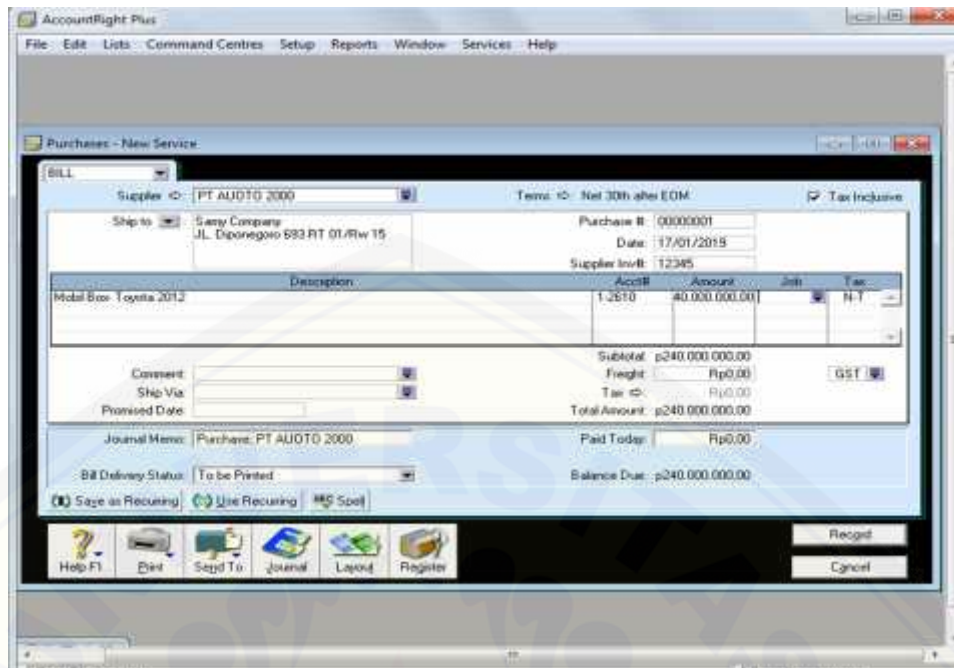 AccountRight Plus
File Edit Lists Command Centres Setup Reports Window Services Help
Purchases - New Service
BILL
Supplier PT AUOTO 2000 Terms Net 30th after EOM Tax Inclusive
Ship to Samy Company Purchase #: 00000001
JL. Diponegoro 693 RT 01/Rw 15 Date: 17/01/2015
Supplier Inv#: 12345
Description Acct# Amount Job Tax
Mobil Box Toyota 2012 1-2610 40.000.000,00 N-T
Subtotal: p240.000.000,00
Comment: Freight: Rp0,00 GST
Ship Via: Tax Rp0,00
Promised Date: Total Amount: p240.000.000,00
Journal Memo: Purchase; PT AUOTO 2000 Paid Today: Rp0,00
Bill Delivery Status: To be Printed Balance Due: p240.000.000,00
Save as Recurring Use Recurring Spell
Help F1 Print Send To Journal Layout Register
Record
Cancel